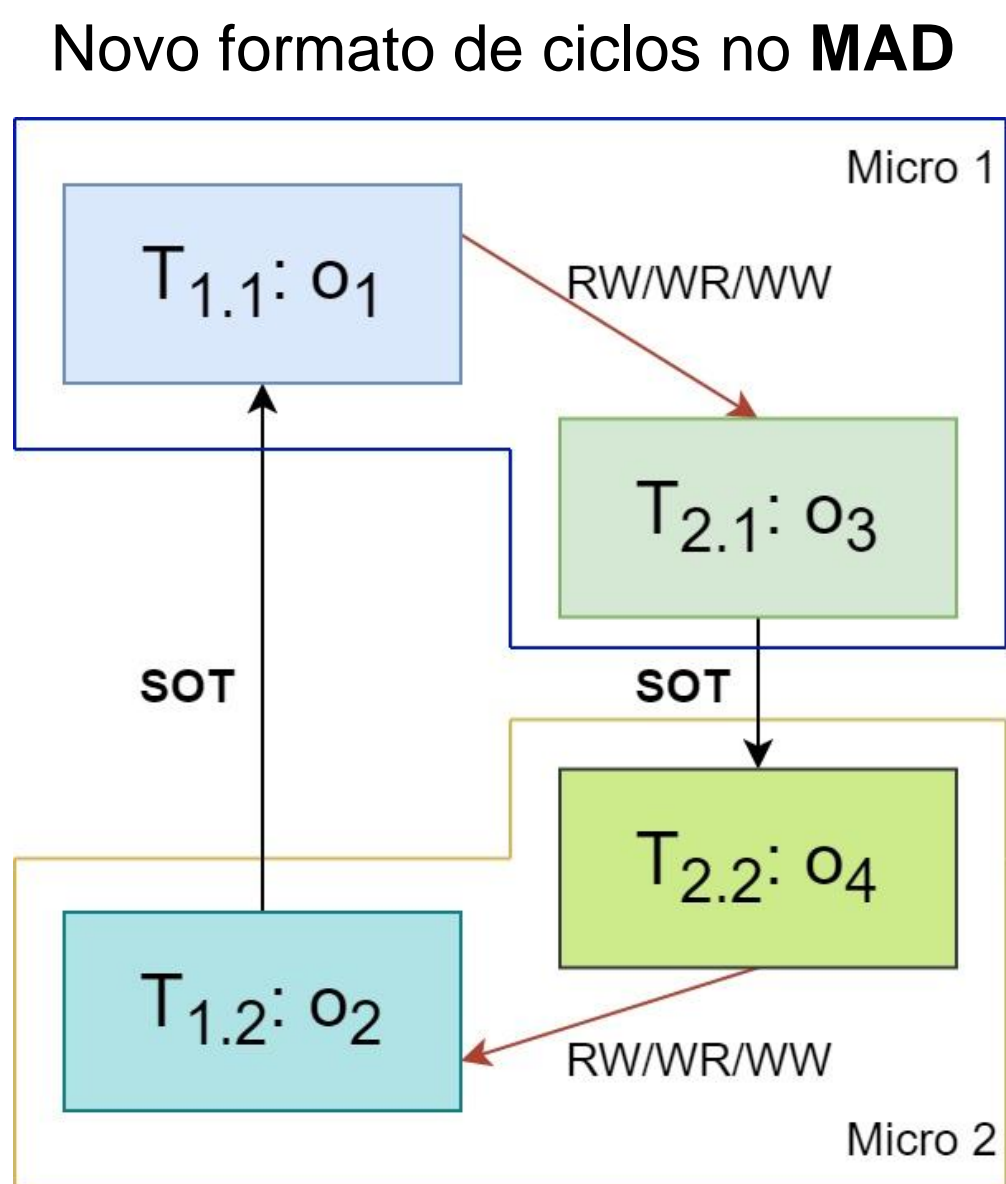 Novo formato de ciclos no MAD
Micro 1
T1.1: o1
RW/WR/WW
T2.1: o3
SOT
SOT
T2.2: o4
T1.2: o2
RW/WR/WW
Micro 2